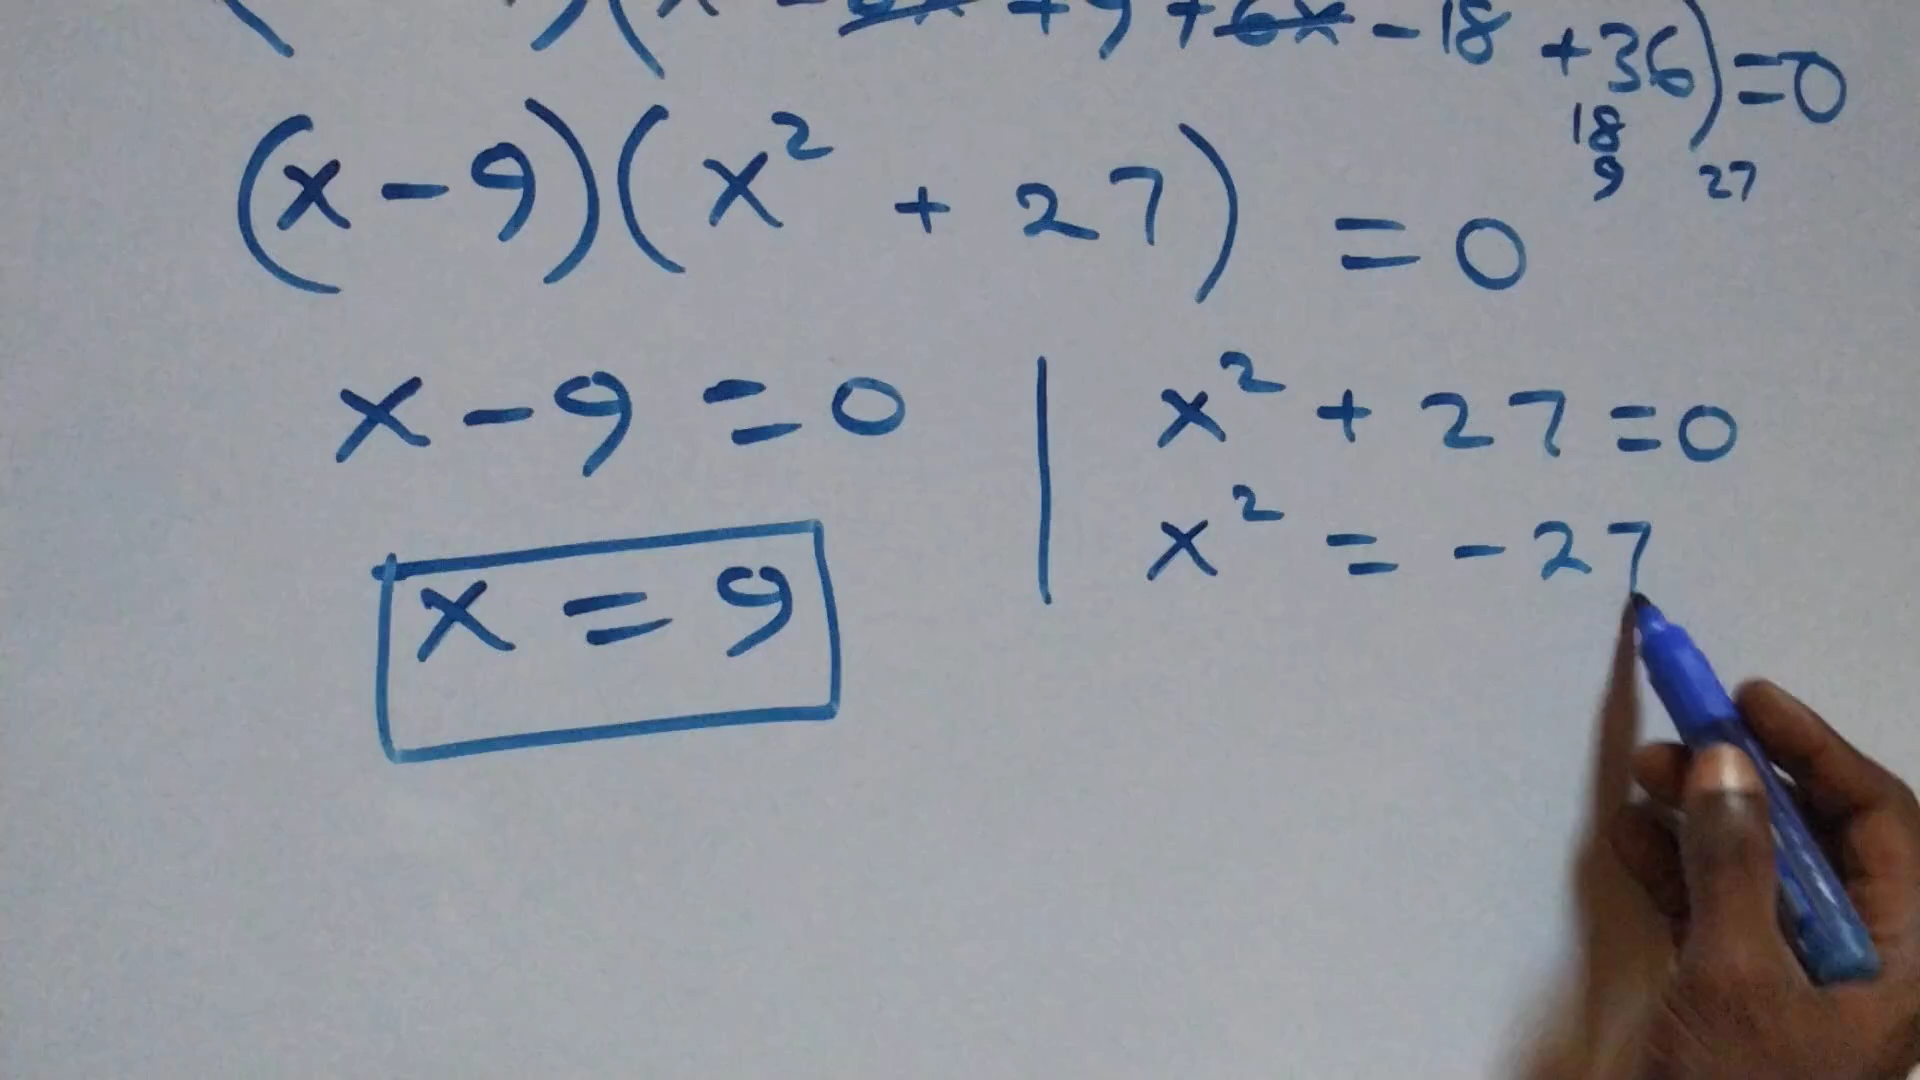 + 9 + 6x - 18 + 36) = 0
18
9 27
(x - 9)(x² + 27) = 0
x - 9 = 0 | x² + 27 = 0
x² = -27
x = 9